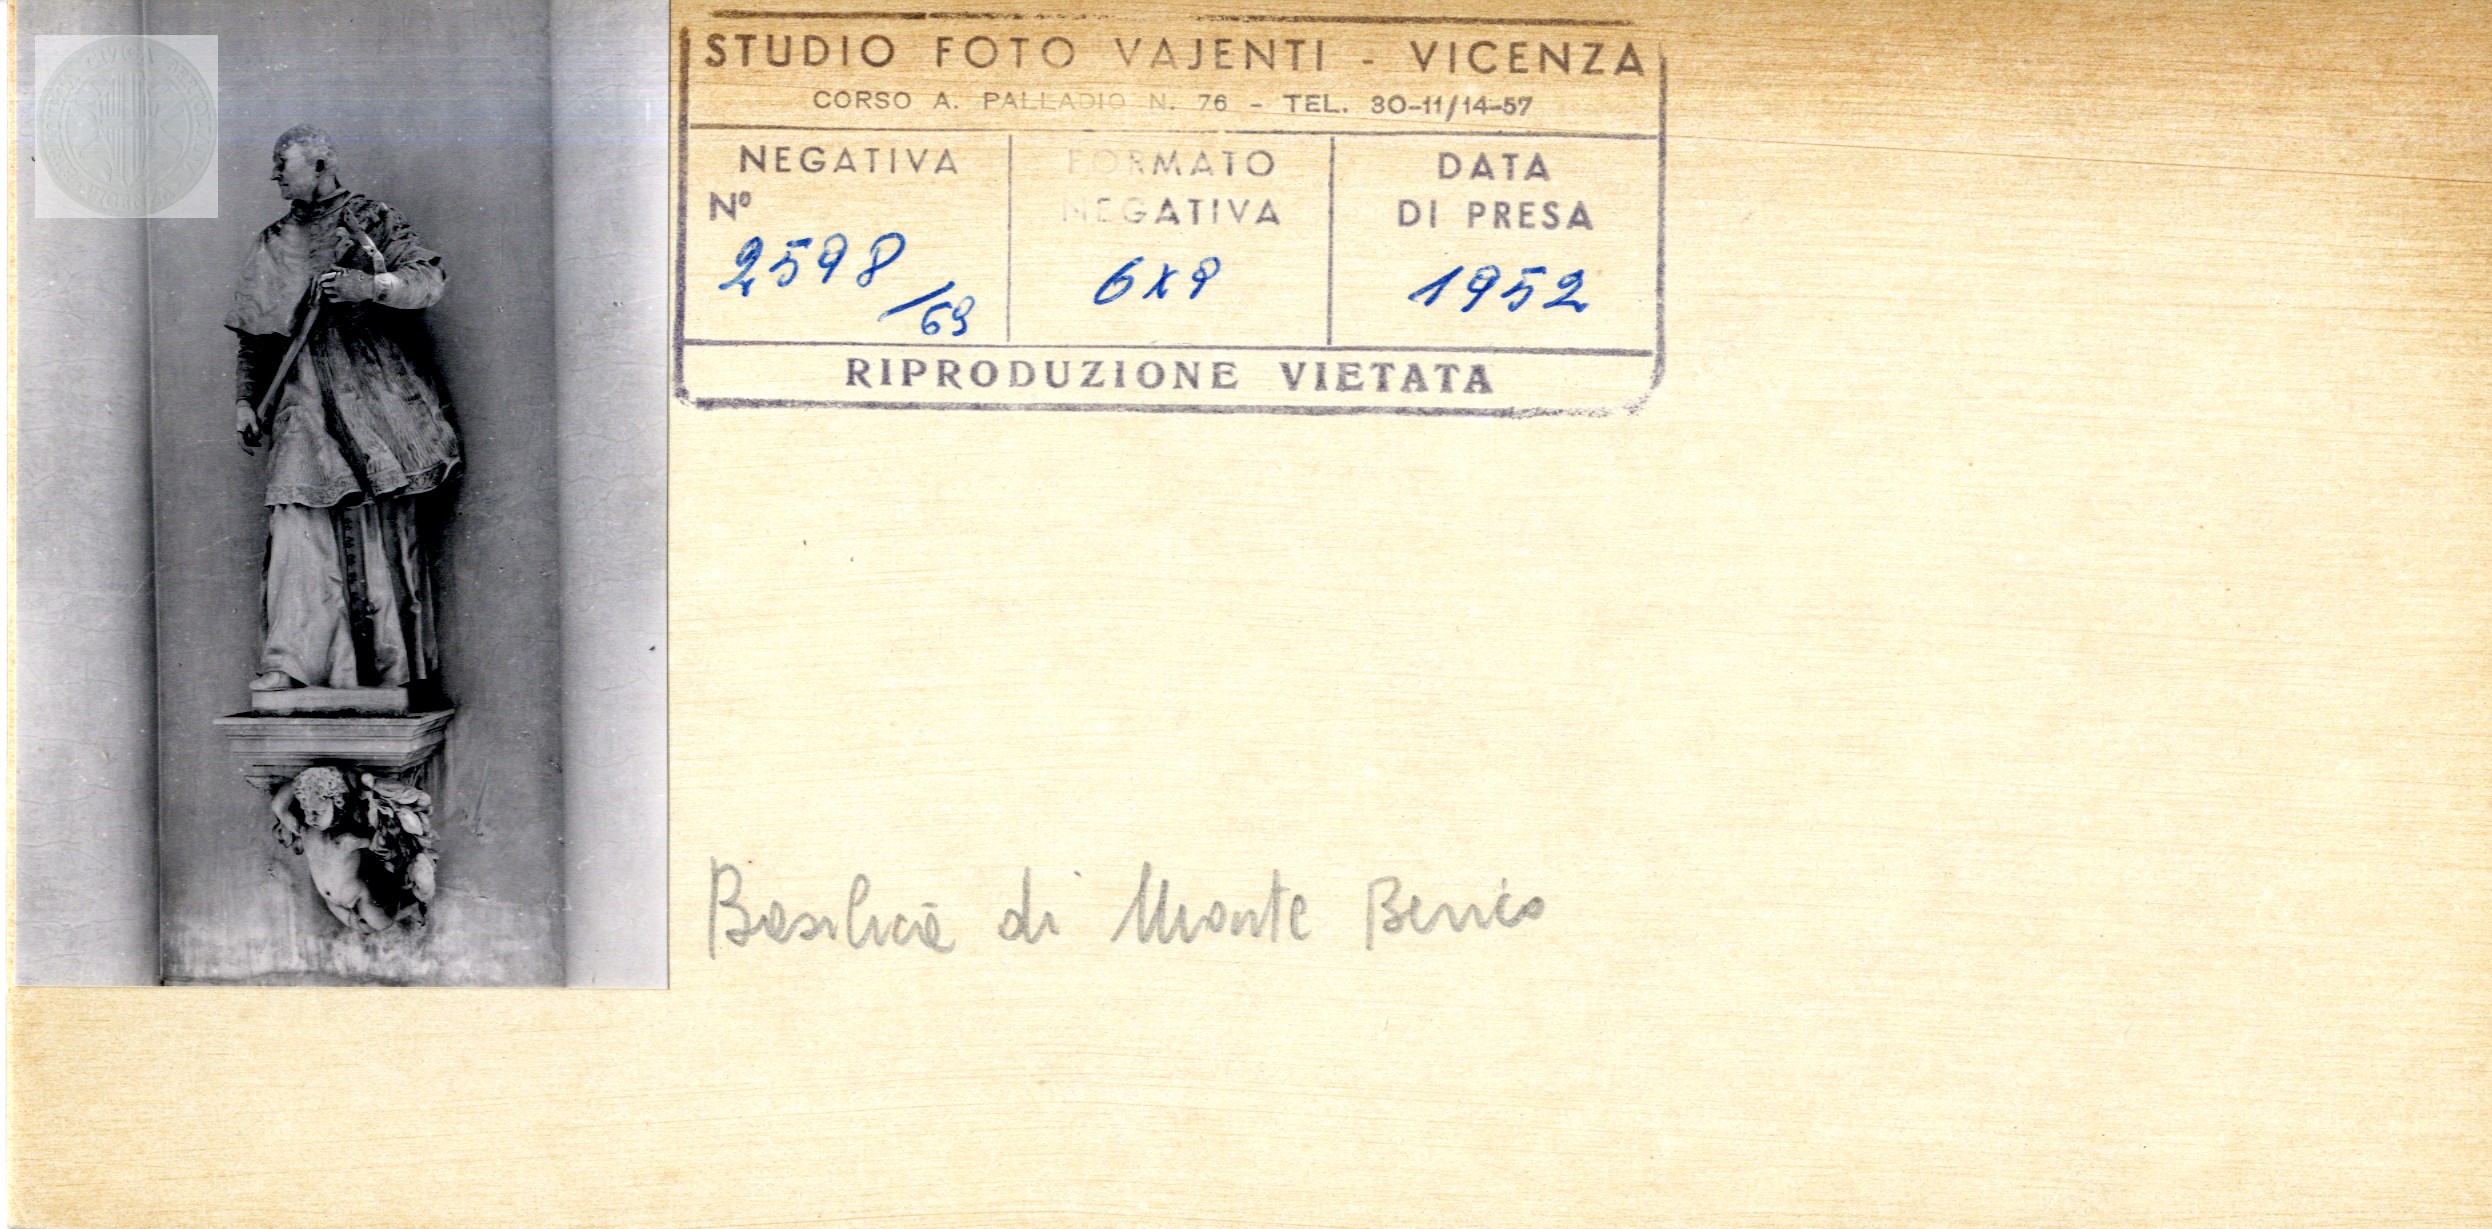 STUDIO FOTO VAJENTI - VICENZA
CORSO A. PALLADIO N. 76 - TEL. 30-11/14-57
NEGATIVA
Nº
2598/69
FORMATO
NEGATIVA
6x9
DATA
DI PRESA
1952
RIPRODUZIONE VIETATA
Basilica di Monte Berico